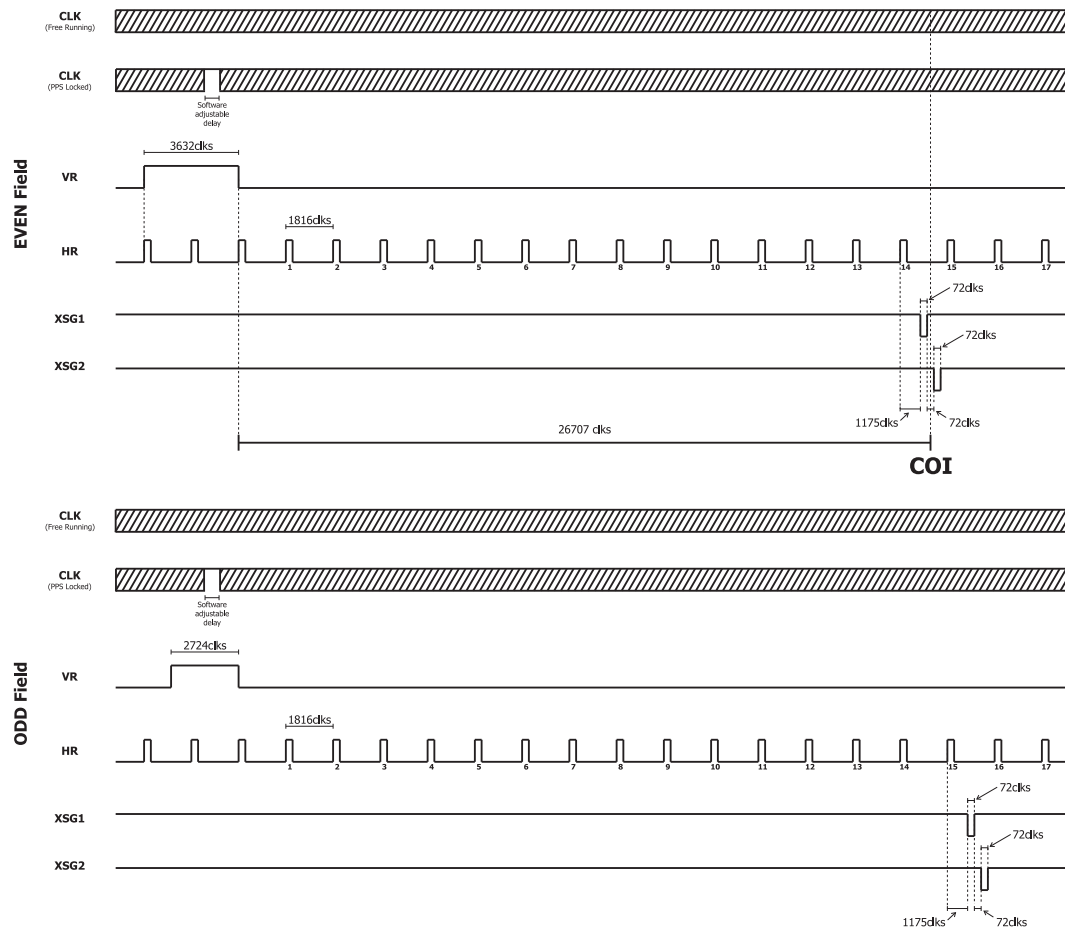 CLK
(Free Running)
CLK
(PPS Locked)
Software
adjustable
delay
EVEN Field
3632clks
VR
1816clks
HR
1 2 3 4 5 6 7 8 9 10 11 12 13 14 15 16 17
72clks
XSG1
72clks
XSG2
1175clks 72clks
26707 clks
COI
CLK
(Free Running)
CLK
(PPS Locked)
Software
adjustable
delay
ODD Field
2724clks
VR
1816clks
HR
1 2 3 4 5 6 7 8 9 10 11 12 13 14 15 16 17
72clks
XSG1
72clks
XSG2
1175clks 72clks